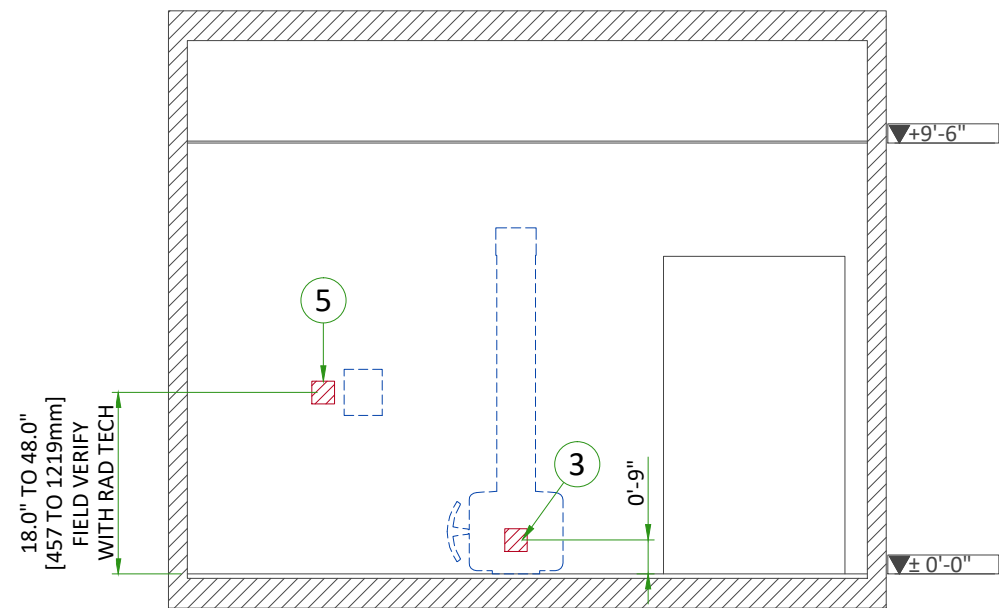 +9'-6"
5
18.0" TO 48.0"
[457 TO 1219mm]
FIELD VERIFY
WITH RAD TECH
3
0'-9"
± 0'-0"